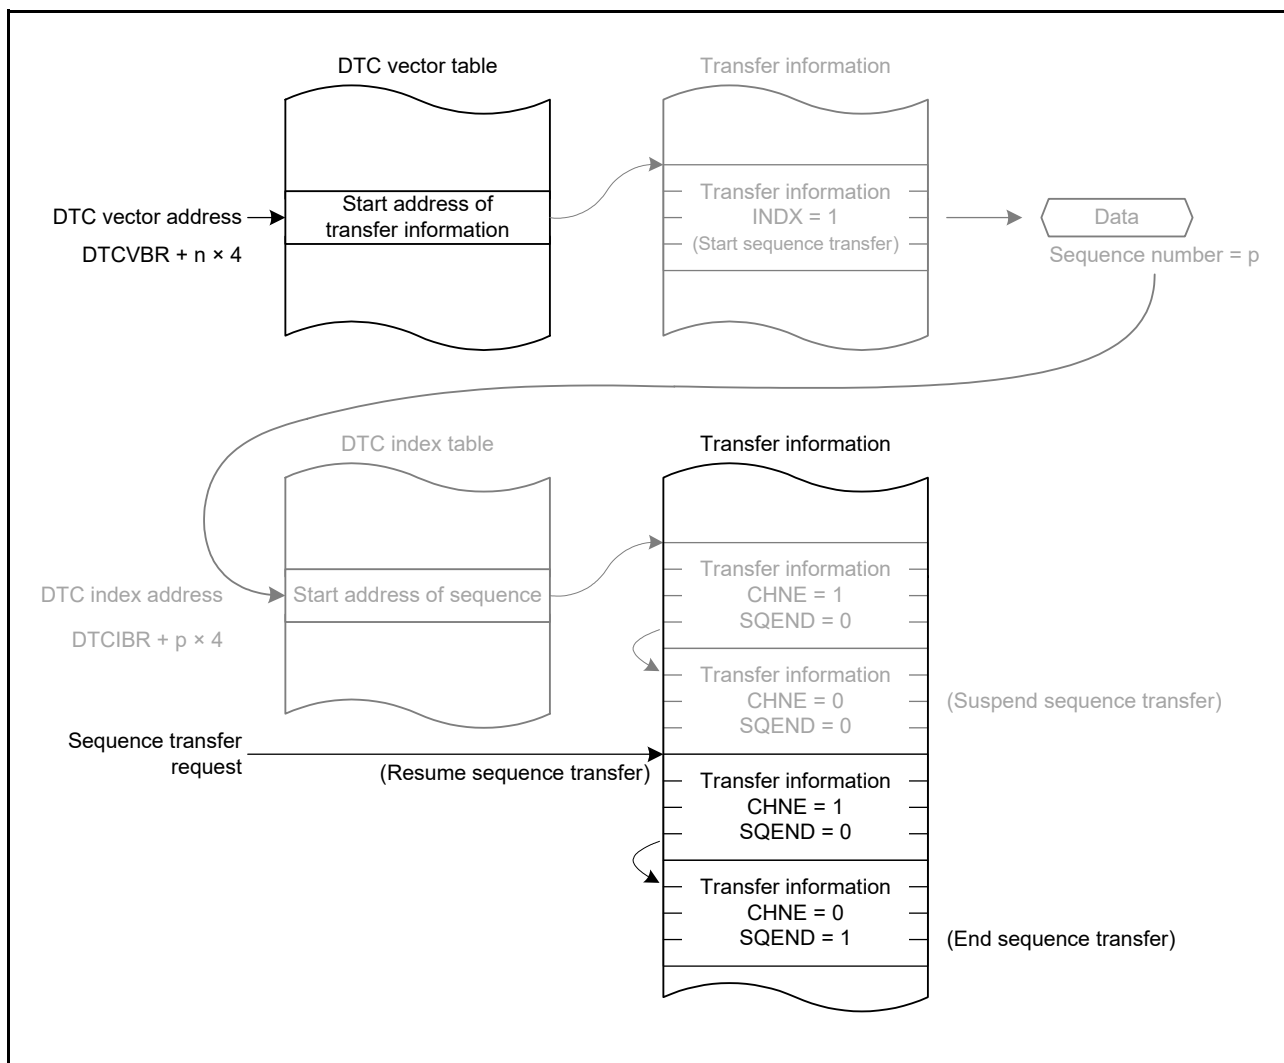 DTC vector table
Transfer information
DTC vector address
DTCVBR + n × 4
Start address of
transfer information
Transfer information
INDX = 1
(Start sequence transfer)
Data
Sequence number = p
DTC index table
Transfer information
DTC index address
DTCIBR + p × 4
Start address of sequence
Transfer information
CHNE = 1
SQEND = 0
Transfer information
CHNE = 0
SQEND = 0
(Suspend sequence transfer)
Sequence transfer
request
(Resume sequence transfer)
Transfer information
CHNE = 1
SQEND = 0
Transfer information
CHNE = 0
SQEND = 1
(End sequence transfer)